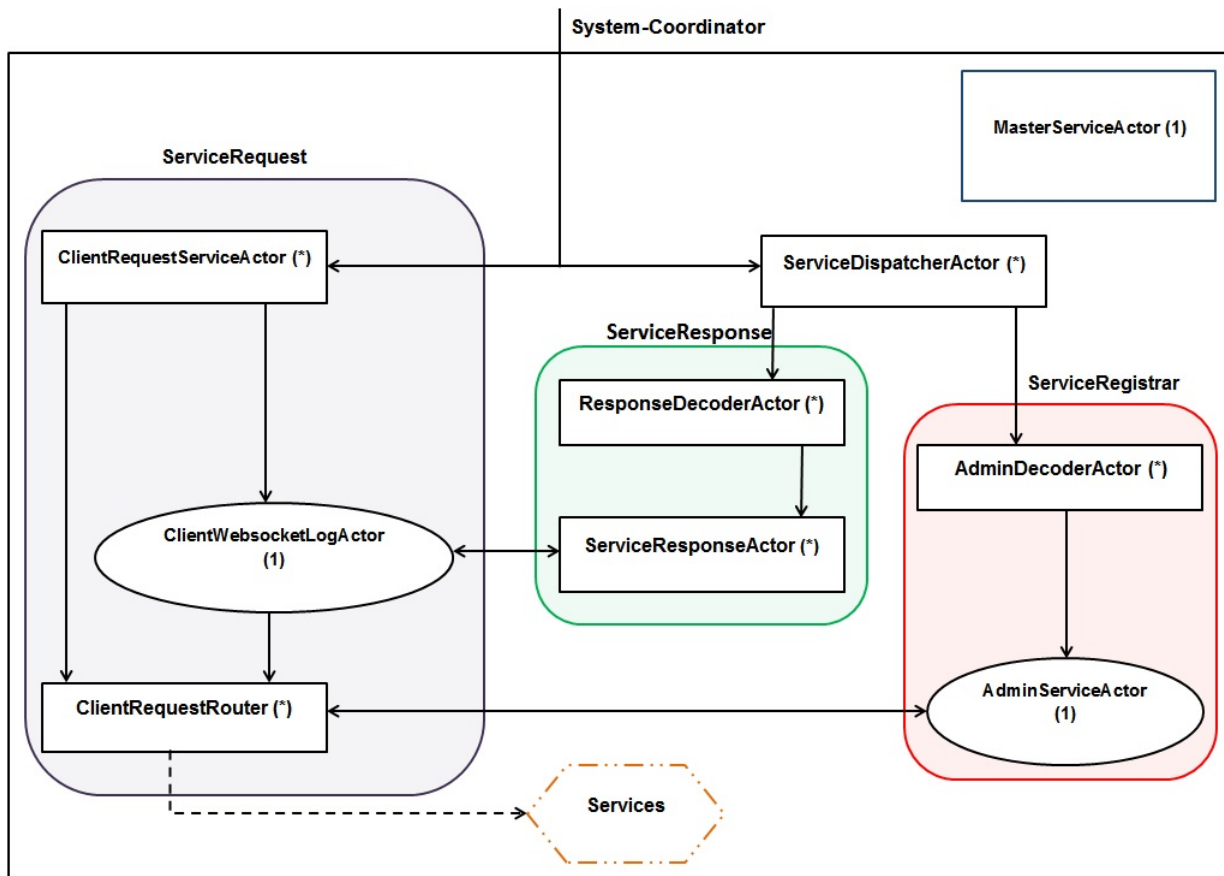 System-Coordinator
MasterServiceActor (1)
ServiceRequest
ClientRequestServiceActor (*)
ServiceDispatcherActor (*)
ServiceResponse
ResponseDecoderActor (*)
ServiceRegistrar
AdminDecoderActor (*)
ClientWebsocketLogActor
(1)
ServiceResponseActor (*)
AdminServiceActor
(1)
ClientRequestRouter (*)
Services